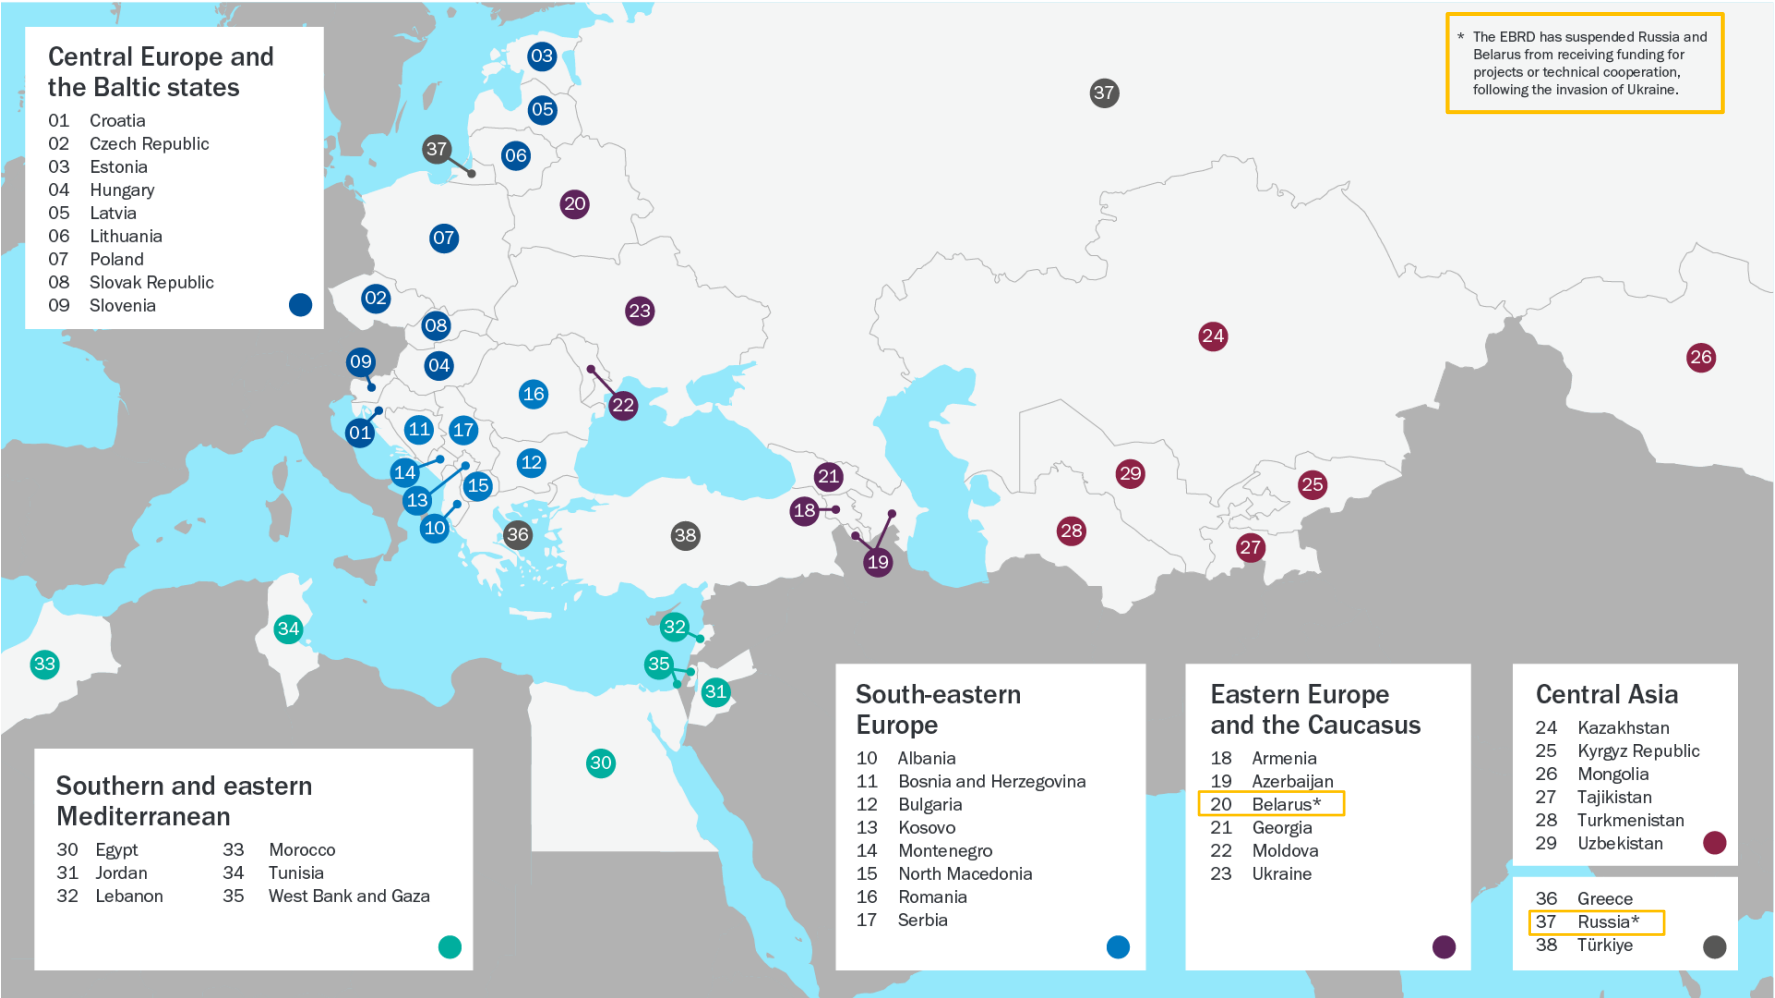 Central Europe and
the Baltic states
01 Croatia
02 Czech Republic
03 Estonia
04 Hungary
05 Latvia
06 Lithuania
07 Poland
08 Slovak Republic
09 Slovenia
* The EBRD has suspended Russia and
Belarus from receiving funding for
projects or technical cooperation,
following the invasion of Ukraine.
03
37
05
37
06
20
07
02
23
08
24
26
09
04
16
22
01
11
17
12
14
29
21
25
13
15
18
10
36
38
28
27
19
34
32
33
35
31
30
Southern and eastern
Mediterranean
30 Egypt
31 Jordan
32 Lebanon
33 Morocco
34 Tunisia
35 West Bank and Gaza
South-eastern
Europe
10 Albania
11 Bosnia and Herzegovina
12 Bulgaria
13 Kosovo
14 Montenegro
15 North Macedonia
16 Romania
17 Serbia
Eastern Europe
and the Caucasus
18 Armenia
19 Azerbaijan
20 Belarus*
21 Georgia
22 Moldova
23 Ukraine
Central Asia
24 Kazakhstan
25 Kyrgyz Republic
26 Mongolia
27 Tajikistan
28 Turkmenistan
29 Uzbekistan
36 Greece
37 Russia*
38 Türkiye